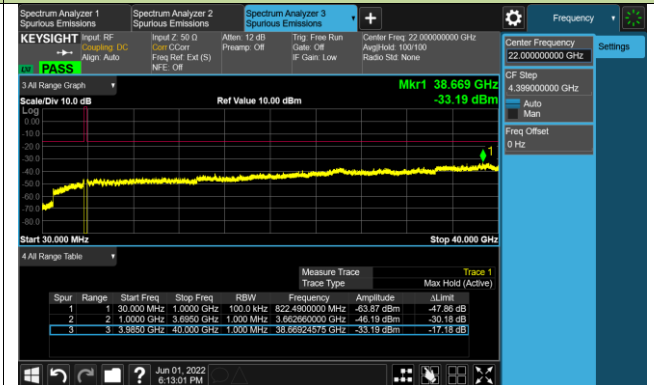 Spectrum Analyzer 1
Spurious Emissions
Spectrum Analyzer 2
Spurious Emissions
Spectrum Analyzer 3
Spurious Emissions
Frequency
KEYSIGHT
Input: RF
Coupling: DC
Align: Auto
Input Z: 50 Ω
Corr CCorr
Freq Ref: Ext (S)
NFE: Off
Atten: 12 dB
Preamp: Off
Trig: Free Run
Gate: Off
IF Gain: Low
Center Freq: 22.000000000 GHz
Avg|Hold: 100/100
Radio Std: None
PASS
Center Frequency
22.000000000 GHz
Settings
CF Step
4.399000000 GHz
Auto
Man
Freq Offset
0 Hz
3 All Range Graph
Mkr1 38.669 GHz
Scale/Div 10.0 dB
Ref Value 10.00 dBm
-33.19 dBm
Log
0.00
-10.0
-20.0
-30.0
-40.0
-50.0
-60.0
-70.0
-80.0
1
Start 30.000 MHz
Stop 40.000 GHz
4 All Range Table
Measure Trace Trace 1
Trace Type Max Hold (Active)
Spur Range Start Freq Stop Freq RBW Frequency Amplitude ΔLimit
1 1 30.000 MHz 1.0000 GHz 100.0 kHz 822.4900000 MHz -63.87 dBm -47.86 dB
2 2 1.0000 GHz 3.6950 GHz 1.000 MHz 3.662660000 GHz -46.19 dBm -30.18 dB
3 3 3.9850 GHz 40.000 GHz 1.000 MHz 38.66924575 GHz -33.19 dBm -17.18 dB
Jun 01, 2022
6:13:01 PM